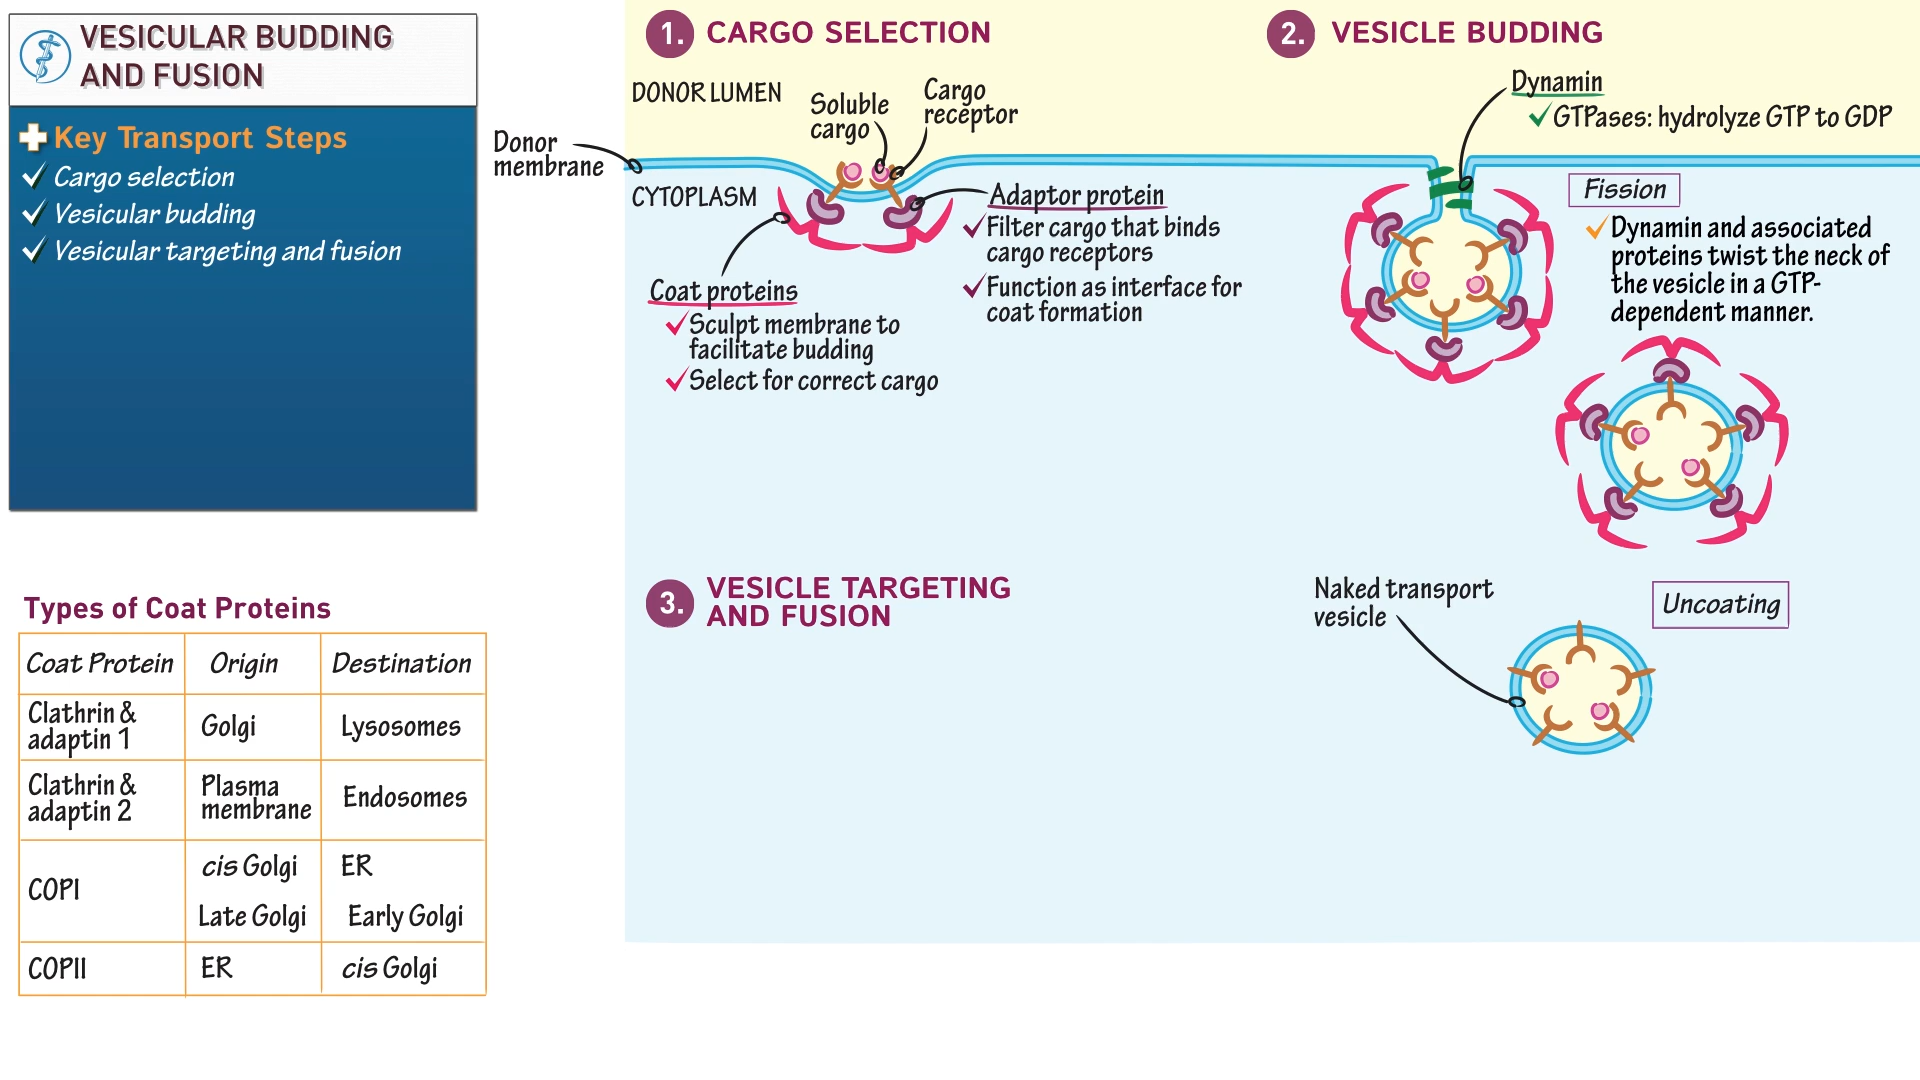 VESICULAR BUDDING
AND FUSION
Key Transport Steps
Cargo selection
Vesicular budding
Vesicular targeting and fusion
Types of Coat Proteins
Coat Protein Origin Destination
Clathrin &
adaptin 1
Golgi
Lysosomes
Clathrin &
adaptin 2
Plasma
membrane
Endosomes
COPI
cis Golgi
ER
Late Golgi
Early Golgi
COPII
ER
cis Golgi
1. CARGO SELECTION
DONOR LUMEN
Soluble
cargo
Cargo
receptor
Donor
membrane
CYTOPLASM
Adaptor protein
Filter cargo that binds
cargo receptors
Function as interface for
coat formation
Coat proteins
Sculpt membrane to
facilitate budding
Select for correct cargo
2. VESICLE BUDDING
Dynamin
GTPases: hydrolyze GTP to GDP
Fission
Dynamin and associated
proteins twist the neck of
the vesicle in a GTP-
dependent manner.
Naked transport
vesicle
Uncoating
3. VESICLE TARGETING
AND FUSION